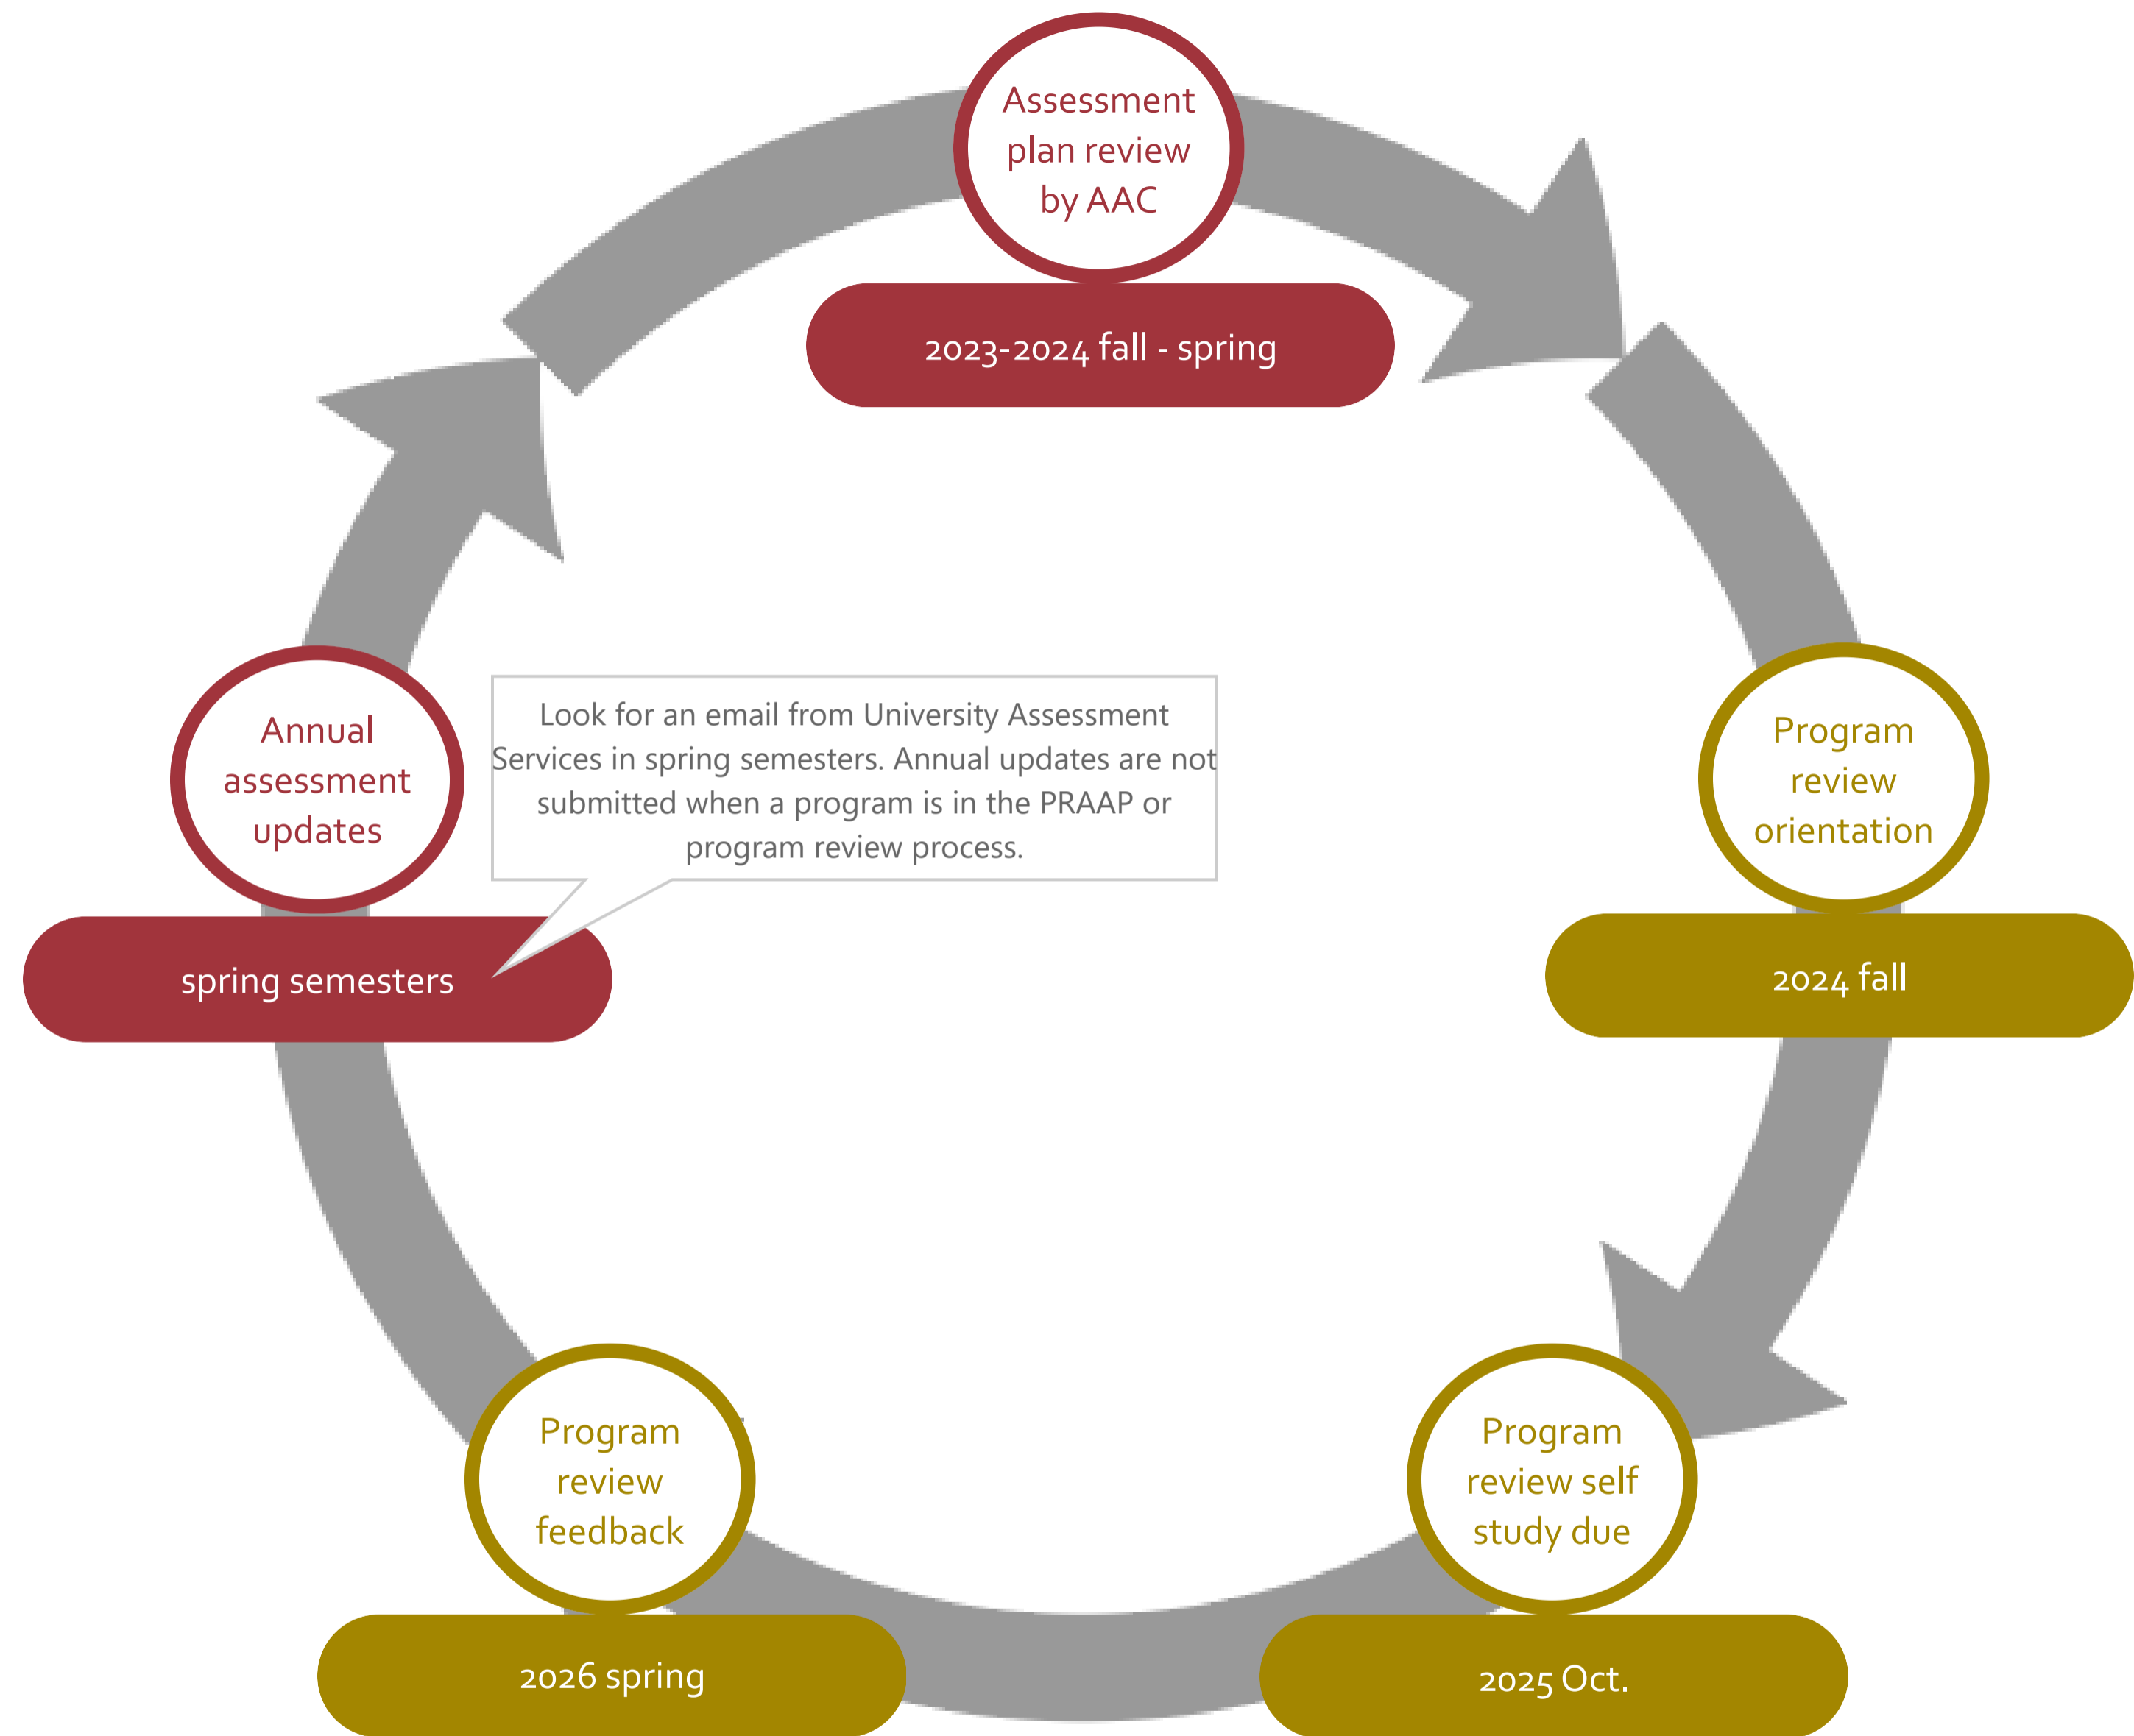 Assessment
plan review
by AAC
2023-2024 fall - spring
Annual
assessment
updates
spring semesters
Look for an email from University Assessment
Services in spring semesters. Annual updates are not
submitted when a program is in the PRAAP or
program review process.
Program
review
orientation
2024 fall
Program
review
feedback
2026 spring
Program
review self
study due
2025 Oct.